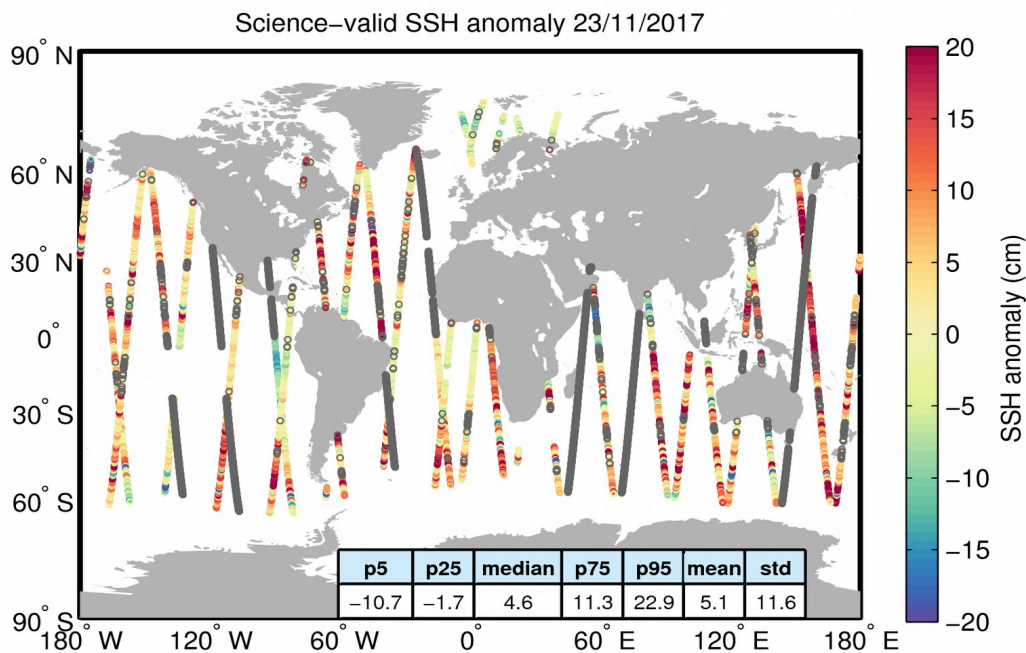 Science−valid SSH anomaly 23/11/2017
90° N
60° N
30° N
0°
30° S
60° S
90° S
180° W
120° W
60° W
0°
60° E
120° E
180° E
p5 p25 median p75 p95 mean std
−10.7 −1.7 4.6 11.3 22.9 5.1 11.6
20
15
10
5
0
−5
−10
−15
−20
SSH anomaly (cm)